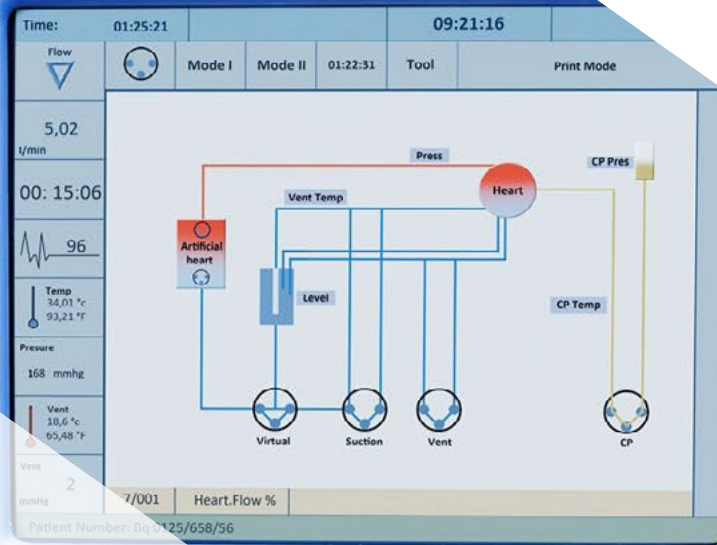 Time:
01:25:21
09:21:16
Flow
Mode I
Mode II
01:22:31
Tool
Print Mode
5,02
l/min
00: 15:06
96
Temp
34,01 °c
93,21 °F
Presure
168 mmhg
Vent
18,6 °c
65,48 °F
Vent
2
mmHg
Press
CP Pres
Heart
Vent Temp
Artificial
heart
Level
CP Temp
Virtual
Suction
Vent
CP
7/001
Heart.Flow %
Patient Number: Bq 0125/658/56